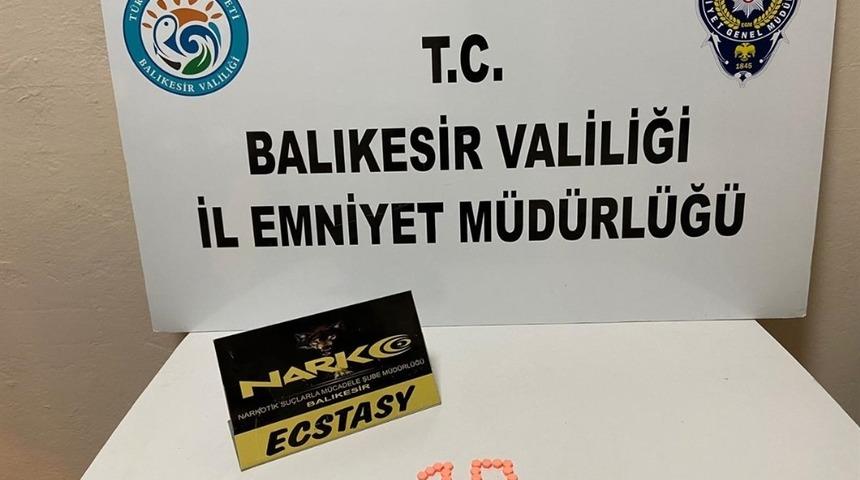 BALIKESİR VALİLİĞİ
EGM
1845
T.C.
BALIKESİR VALİLİĞİ
İL EMNİYET MÜDÜRLÜĞÜ
NARKO
NARKOTİK SUÇLARLA MÜCADELE ŞUBE MÜDÜRLÜĞÜ
BALIKESİR
ECSTASY